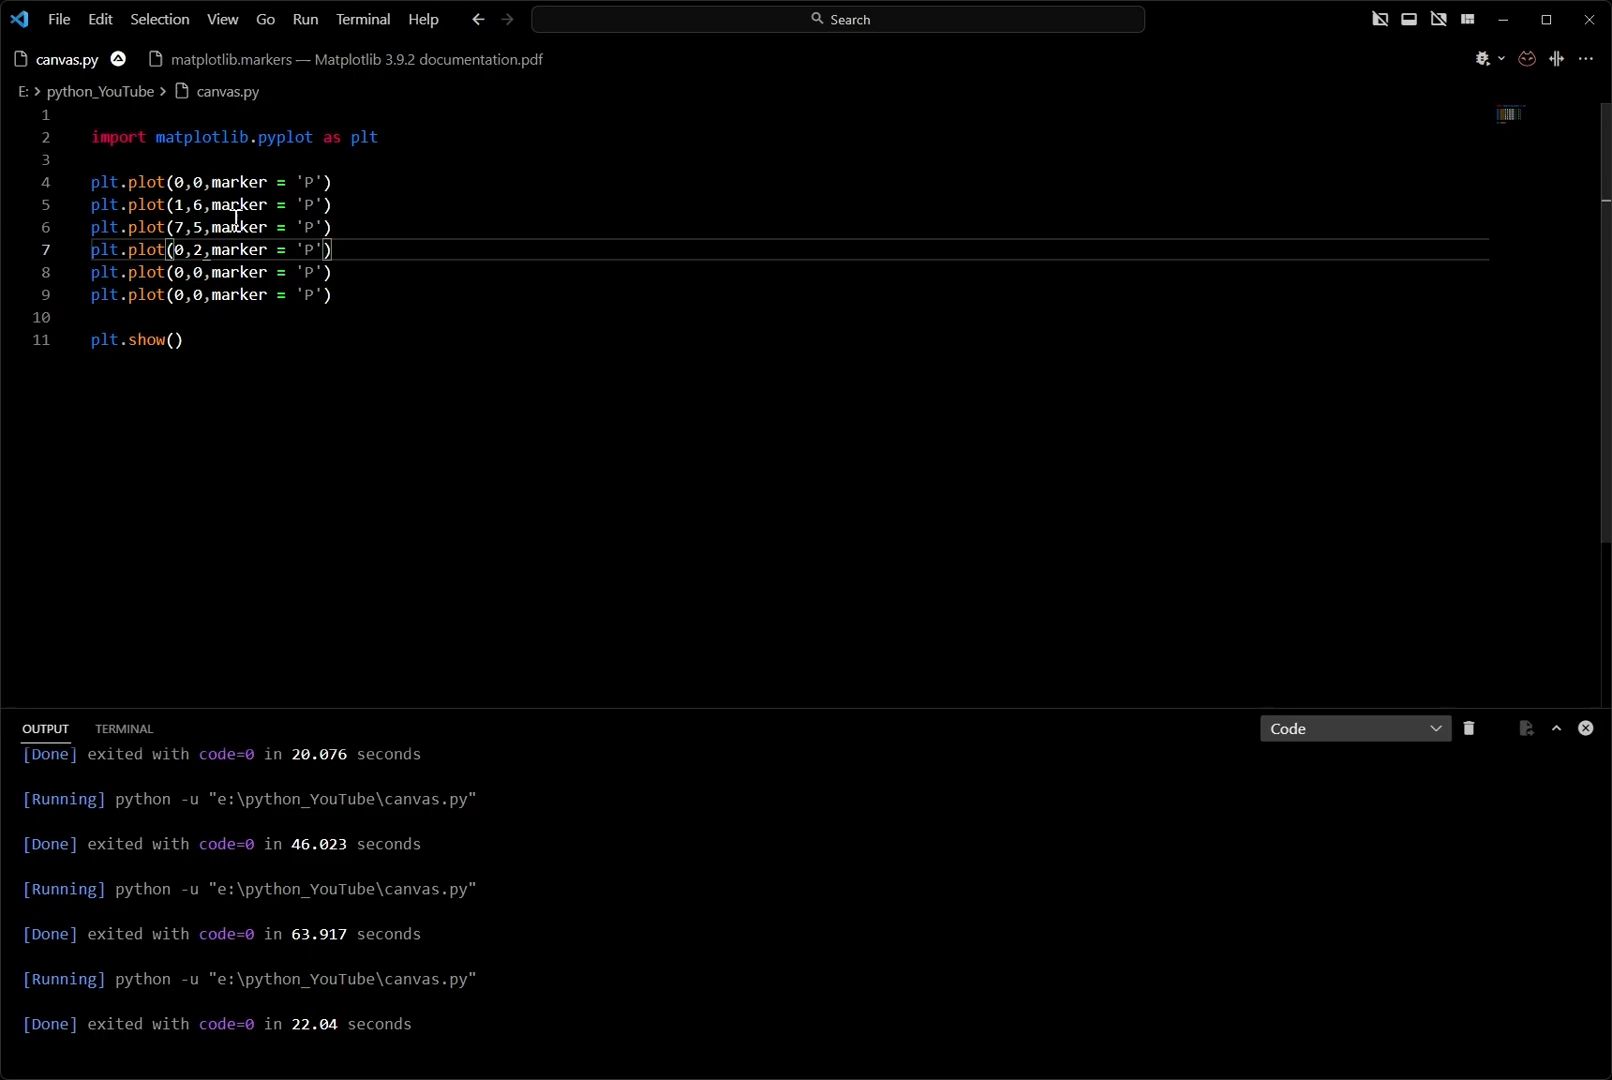 File Edit Selection View Go Run Terminal Help Search
canvas.py matplotlib.markers — Matplotlib 3.9.2 documentation.pdf
E: > python_YouTube > canvas.py
1
2 import matplotlib.pyplot as plt
3
4 plt.plot(0,0,marker = 'P')
5 plt.plot(1,6,marker = 'P')
6 plt.plot(7,5,marker = 'P')
7 plt.plot(0,2,marker = 'P')
8 plt.plot(0,0,marker = 'P')
9 plt.plot(0,0,marker = 'P')
10
11 plt.show()
OUTPUT TERMINAL Code
[Done] exited with code=0 in 20.076 seconds
[Running] python -u "e:\python_YouTube\canvas.py"
[Done] exited with code=0 in 46.023 seconds
[Running] python -u "e:\python_YouTube\canvas.py"
[Done] exited with code=0 in 63.917 seconds
[Running] python -u "e:\python_YouTube\canvas.py"
[Done] exited with code=0 in 22.04 seconds